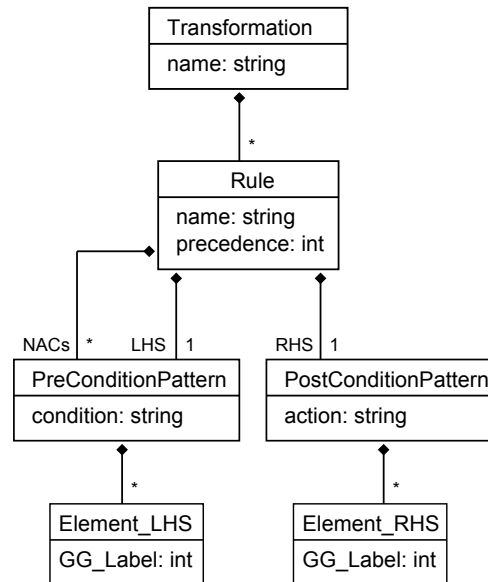 Transformation
name: string
*
Rule
name: string
precedence: int
NACs * LHS 1 RHS 1
PreConditionPattern PostConditionPattern
condition: string action: string
* *
Element_LHS Element_RHS
GG_Label: int GG_Label: int